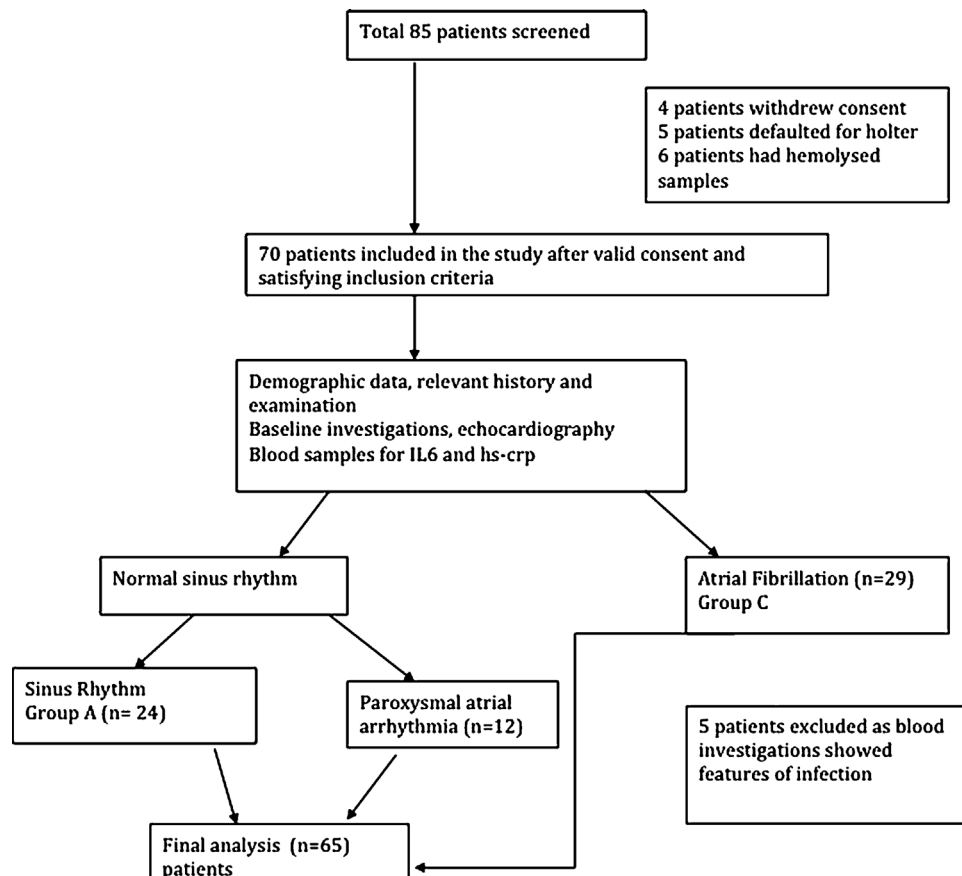 Total 85 patients screened
4 patients withdrew consent
5 patients defaulted for holter
6 patients had hemolysed
samples
70 patients included in the study after valid consent and
satisfying inclusion criteria
Demographic data, relevant history and
examination
Baseline investigations, echocardiography
Blood samples for IL6 and hs-crp
Normal sinus rhythm
Atrial Fibrillation (n=29)
Group C
Sinus Rhythm
Group A (n= 24)
Paroxysmal atrial
arrhythmia (n=12)
5 patients excluded as blood
investigations showed
features of infection
Final analysis (n=65)
patients